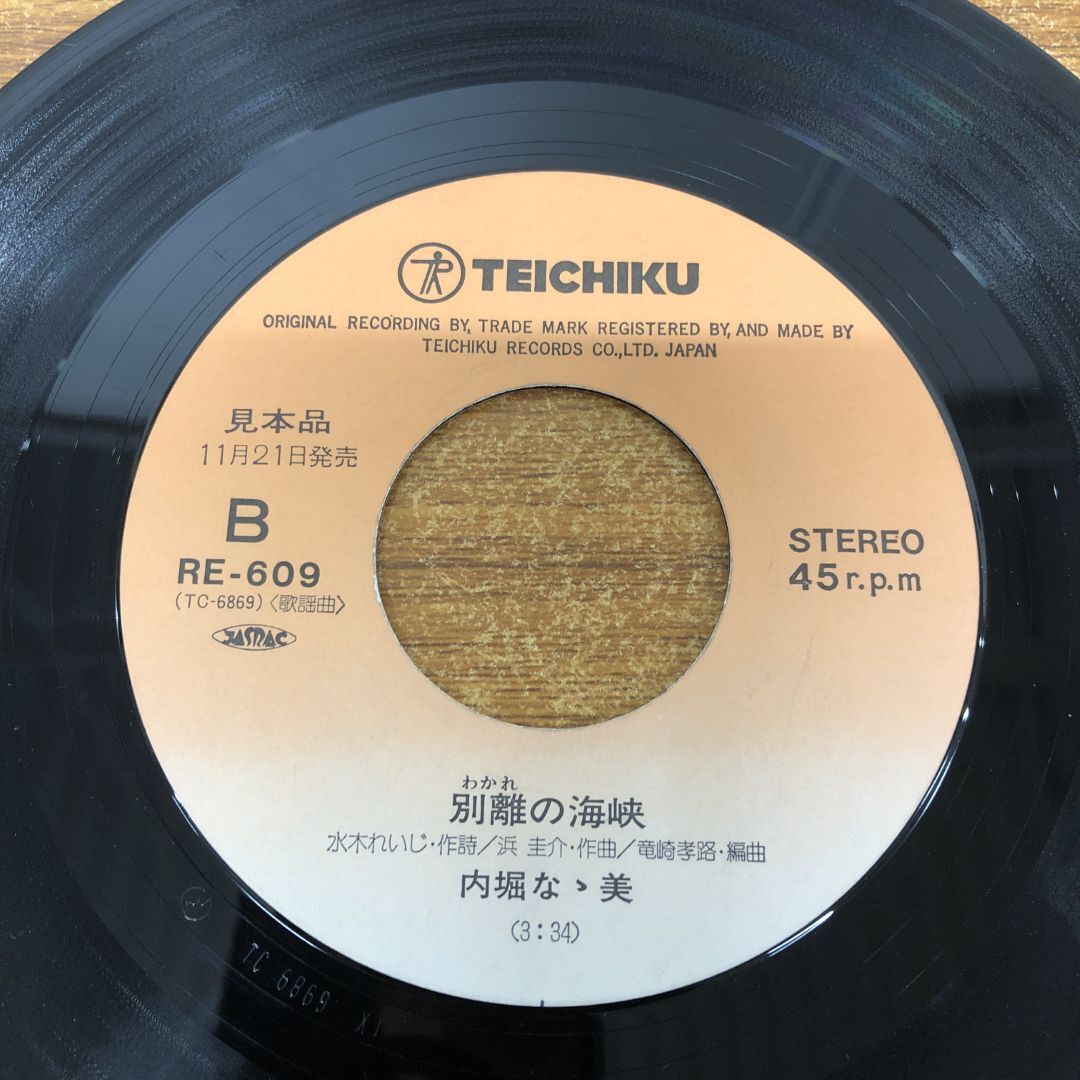 TEICHIKU
ORIGINAL RECORDING BY, TRADE MARK REGISTERED BY, AND MADE BY
TEICHIKU RECORDS CO.,LTD. JAPAN
見本品
11月21日発売
B
RE-609
(TC-6869)〈歌謡曲〉
JASRAC
STEREO
45r.p.m
わかれ
別離の海峡
水木れいじ・作詩/浜 圭介・作曲/竜崎孝路・編曲
内堀なゝ美
(3:34)
TC 6869 X1